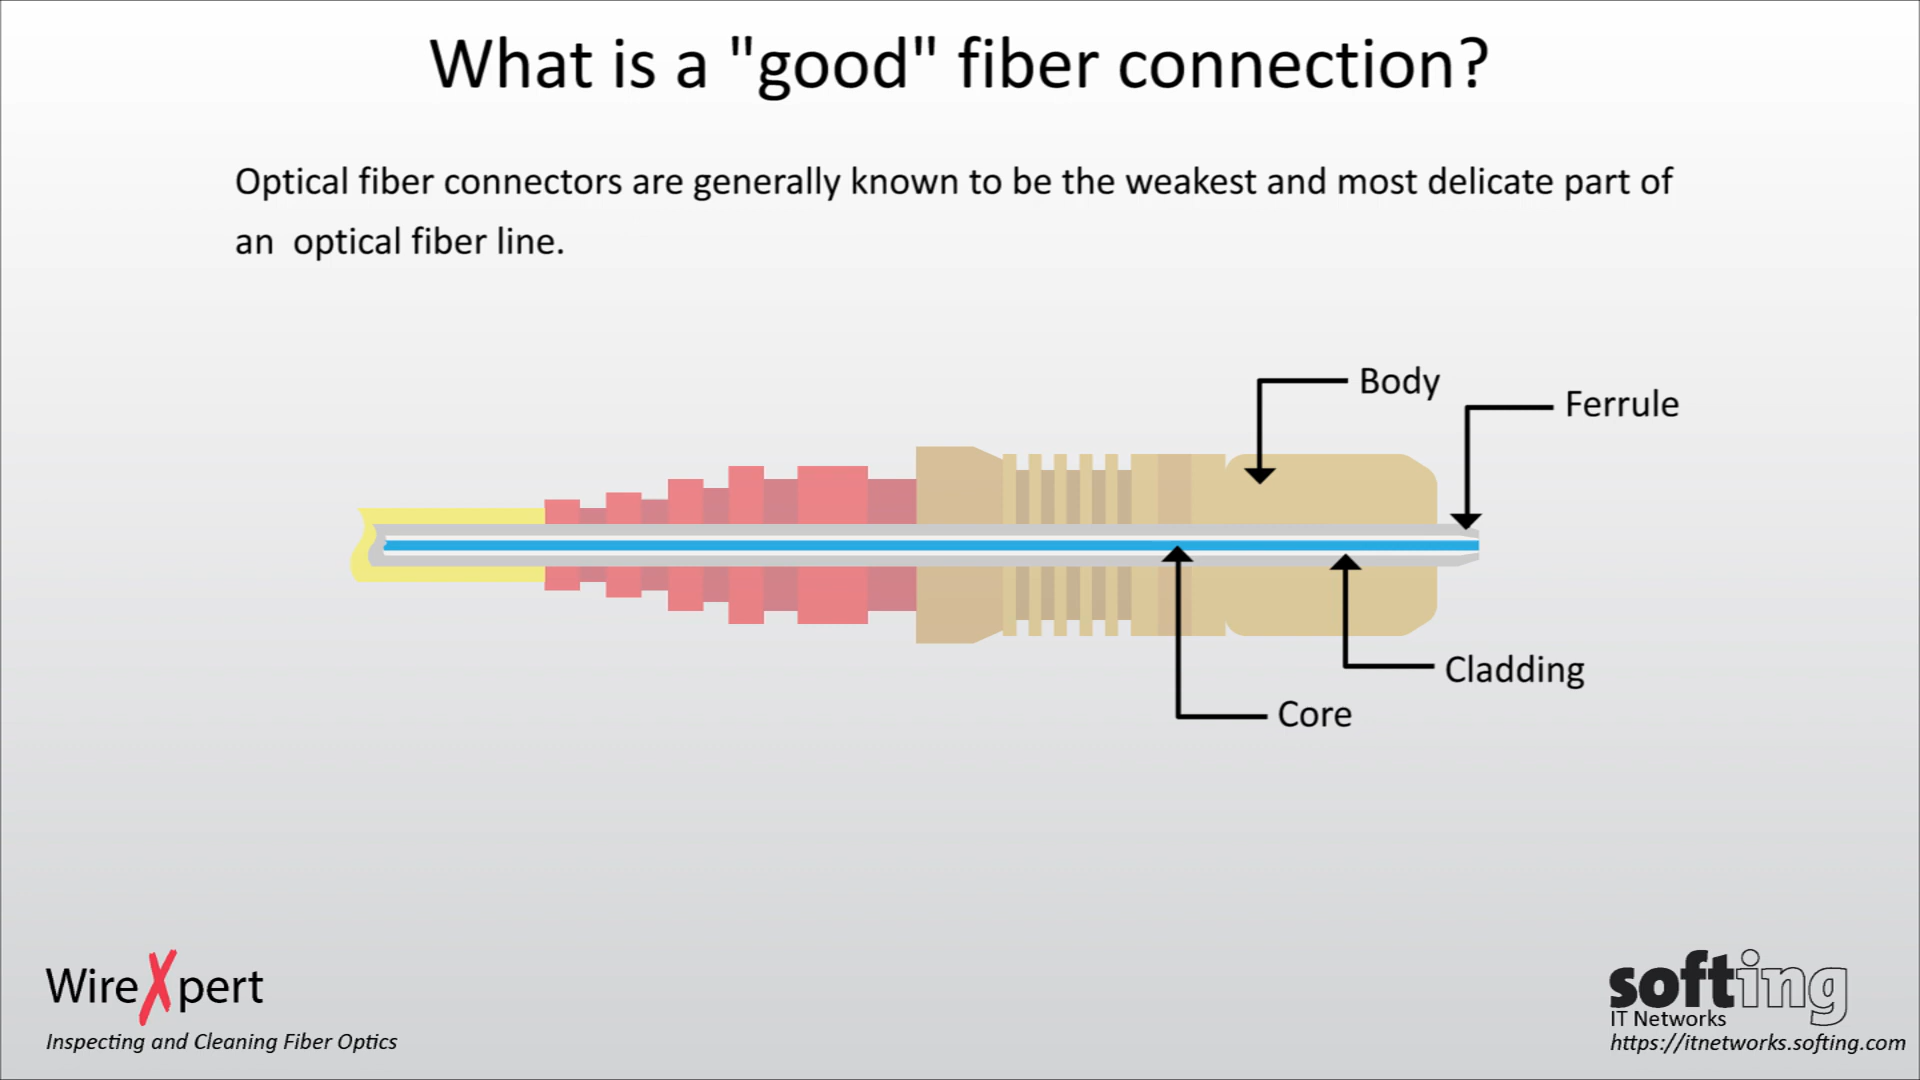 What is a "good" fiber connection?
Optical fiber connectors are generally known to be the weakest and most delicate part of
an  optical fiber line.
Body
Ferrule
Cladding
Core
WireXpert
Inspecting and Cleaning Fiber Optics
softing
IT Networks
https://itnetworks.softing.com